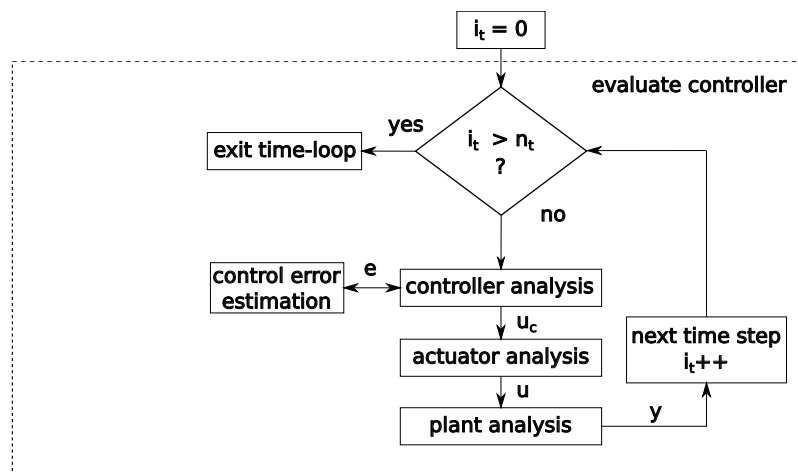 i_t = 0
evaluate controller
yes
exit time-loop
i_t > n_t
?
no
control error
estimation
e
controller analysis
u_c
actuator analysis
next time step
i_t++
u
plant analysis
y